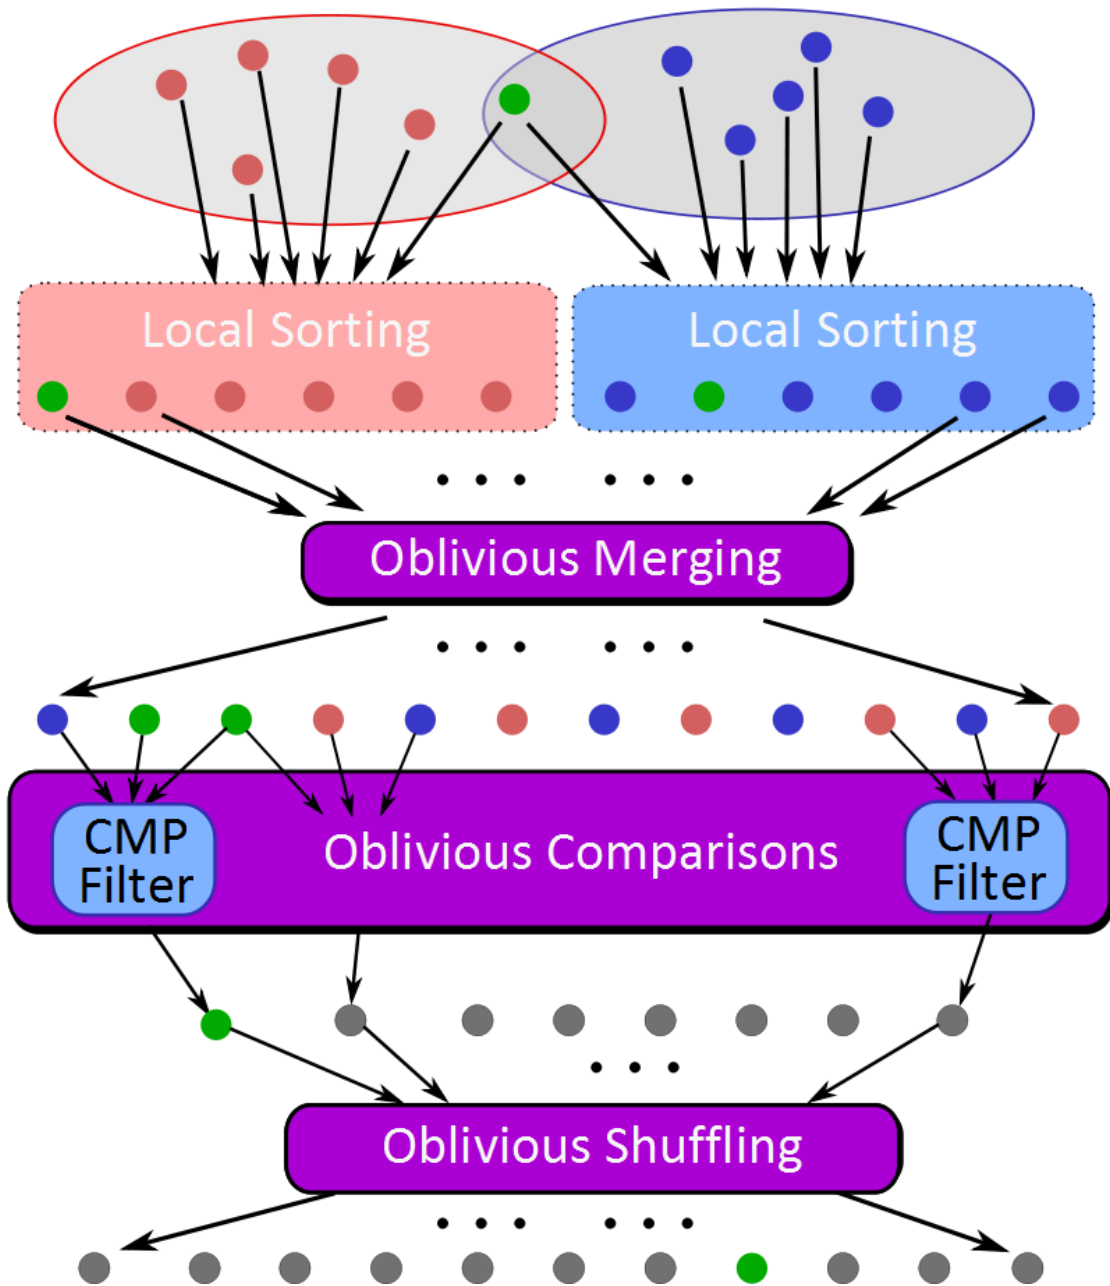 Local Sorting
Local Sorting
Oblivious Merging
CMP
Filter
Oblivious Comparisons
CMP
Filter
Oblivious Shuffling